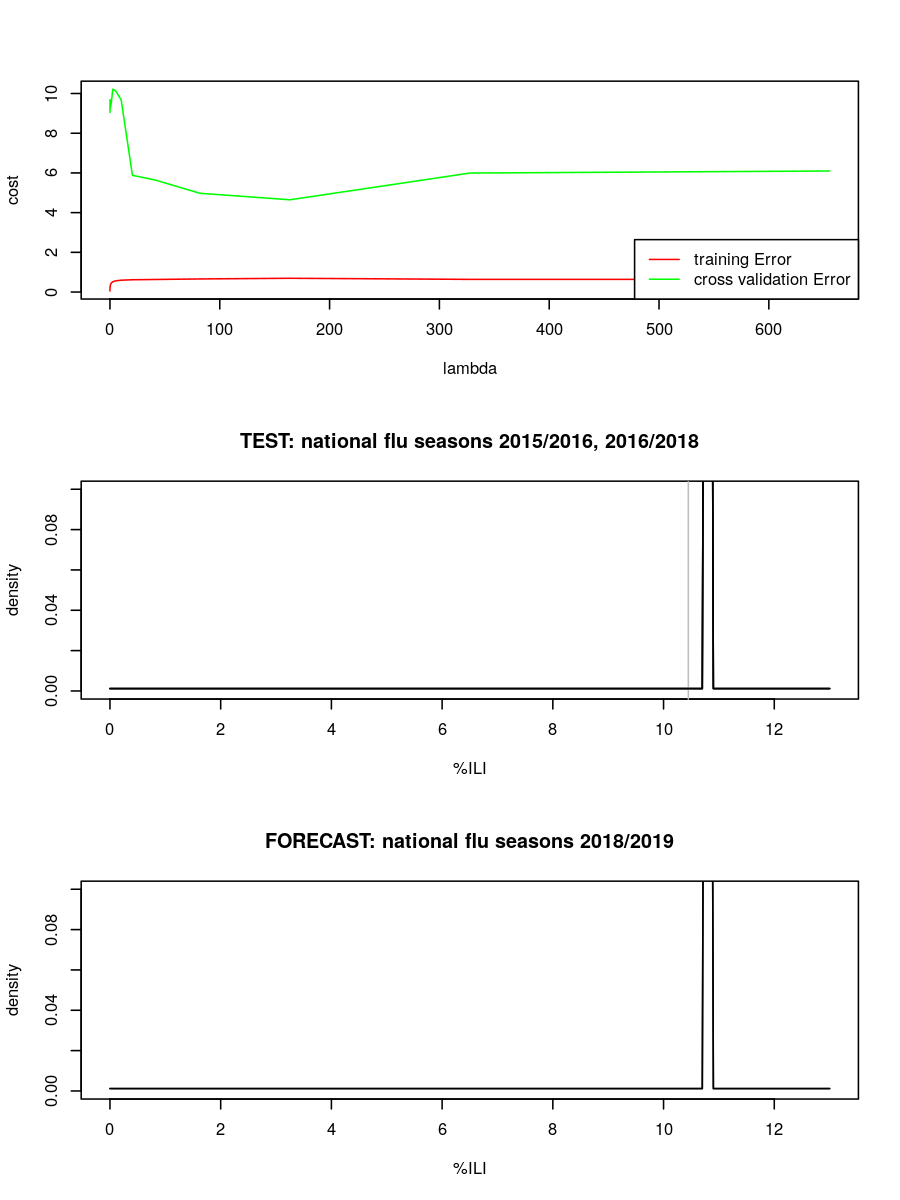 cost
0 2 4 6 8 10
training Error
cross validation Error
0 100 200 300 400 500 600
lambda
TEST: national flu seasons 2015/2016, 2016/2018
density
0.00 0.04 0.08
0 2 4 6 8 10 12
%ILI
FORECAST: national flu seasons 2018/2019
density
0.00 0.04 0.08
0 2 4 6 8 10 12
%ILI